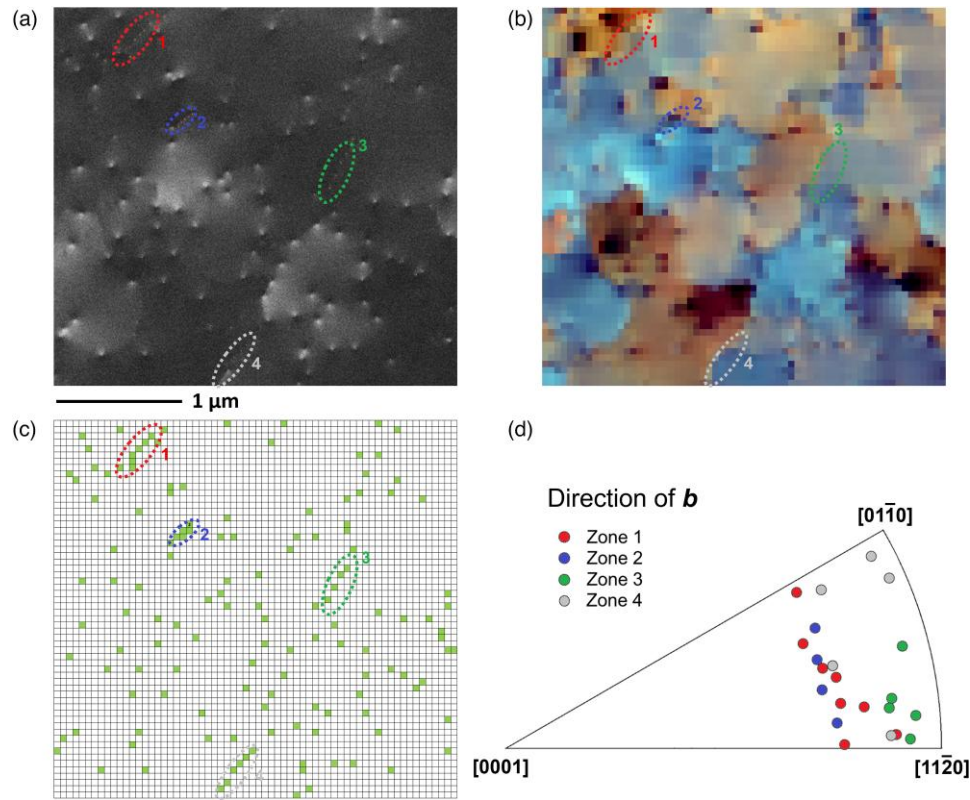 (a)
1
2
3
4
(b)
1
2
3
4
1 μm
(c)
1
2
3
(d)
Direction of b
Zone 1
Zone 2
Zone 3
Zone 4
[011̅0]
[0001]
[112̅0]